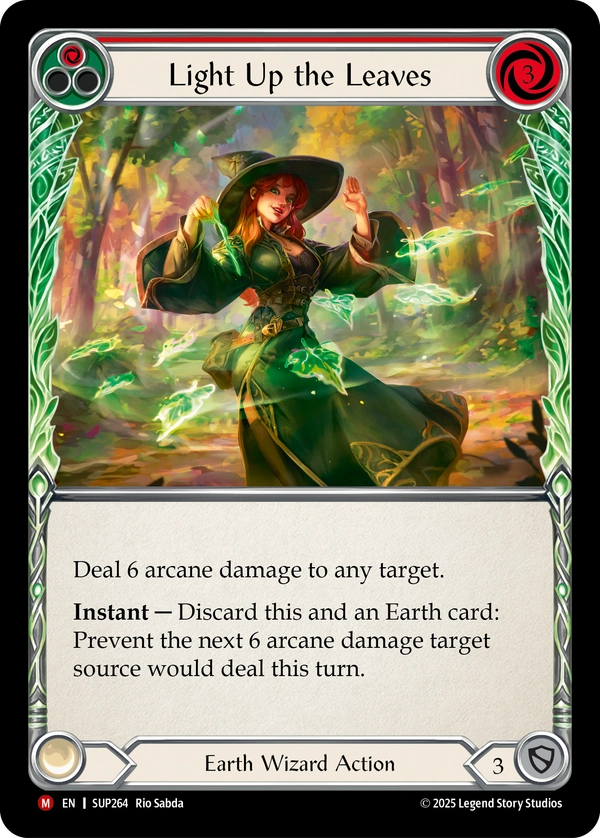 Light Up the Leaves
3
Deal 6 arcane damage to any target.
Instant — Discard this and an Earth card:
Prevent the next 6 arcane damage target
source would deal this turn.
Earth Wizard Action
3
M EN | SUP264 Rio Sabda
© 2025 Legend Story Studios